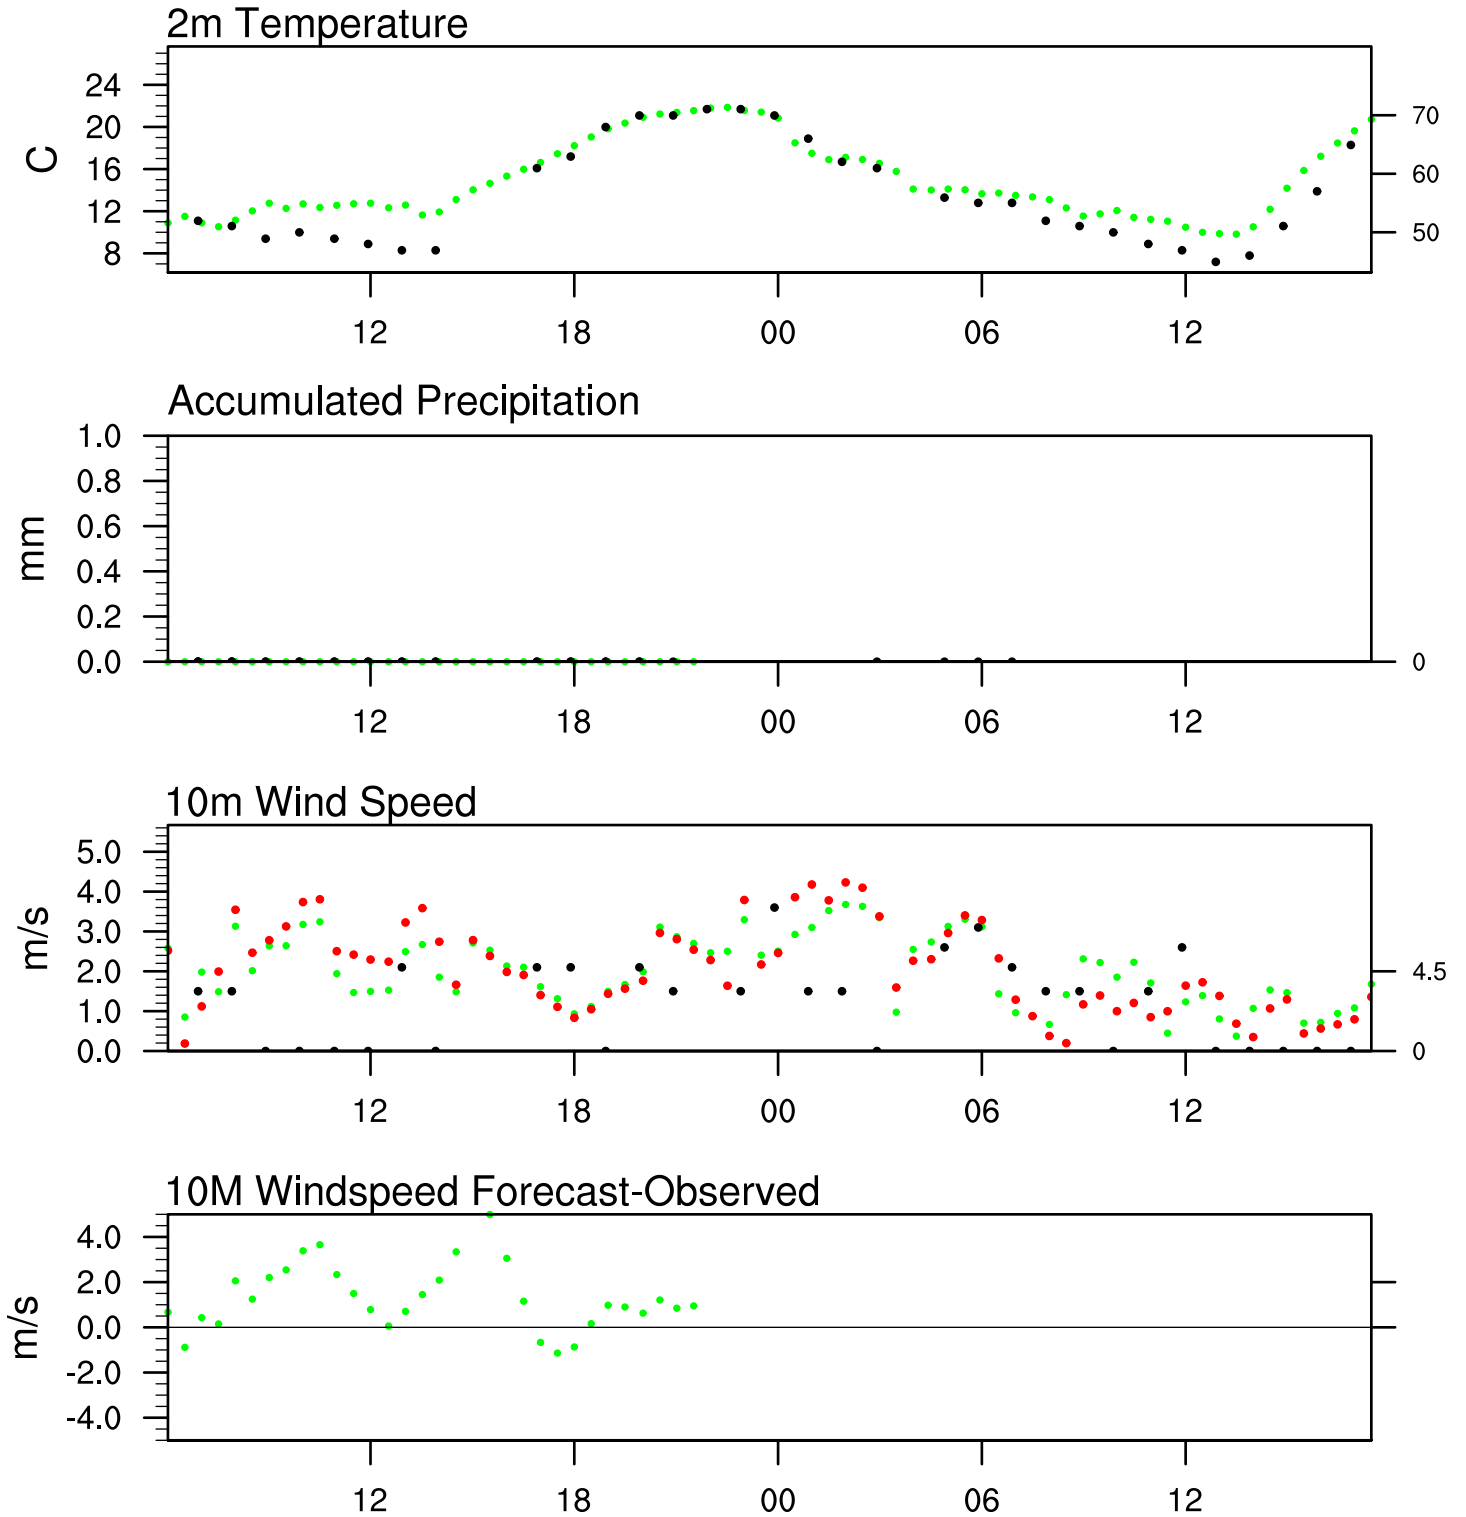 2m Temperature
24
20
16
12
8
C
70
60
50
12 18 00 06 12
Accumulated Precipitation
1.0
0.8
0.6
0.4
0.2
0.0
mm
0
12 18 00 06 12
10m Wind Speed
5.0
4.0
3.0
2.0
1.0
0.0
m/s
4.5
0
12 18 00 06 12
10M Windspeed Forecast-Observed
4.0
2.0
0.0
-2.0
-4.0
m/s
12 18 00 06 12